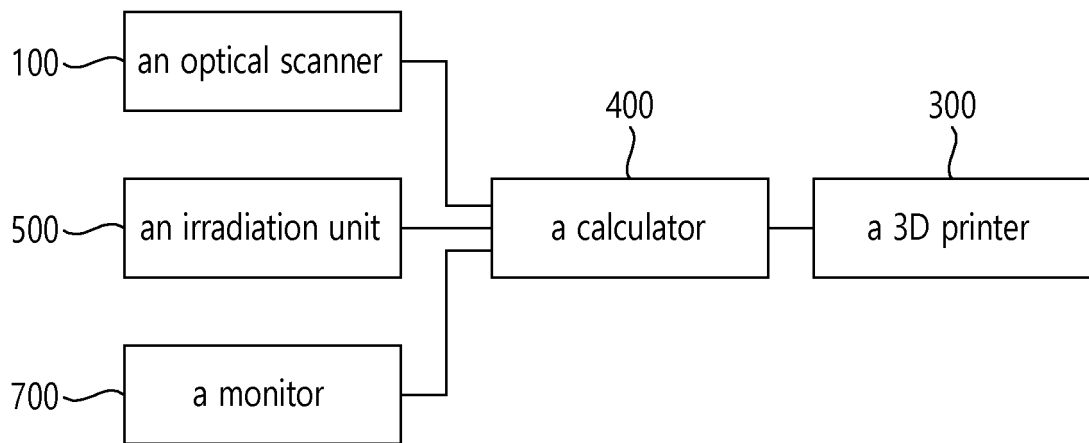 100
an optical scanner
400
300
500
an irradiation unit
a calculator
a 3D printer
700
a monitor